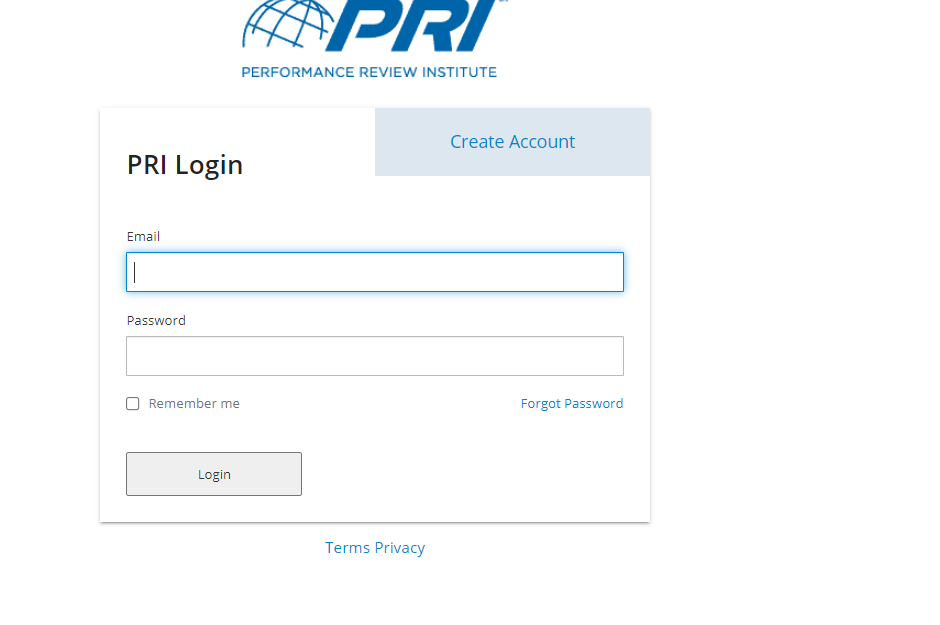 PRI
PERFORMANCE REVIEW INSTITUTE
Create Account
PRI Login
Email
Password
Remember me
Forgot Password
Login
Terms Privacy